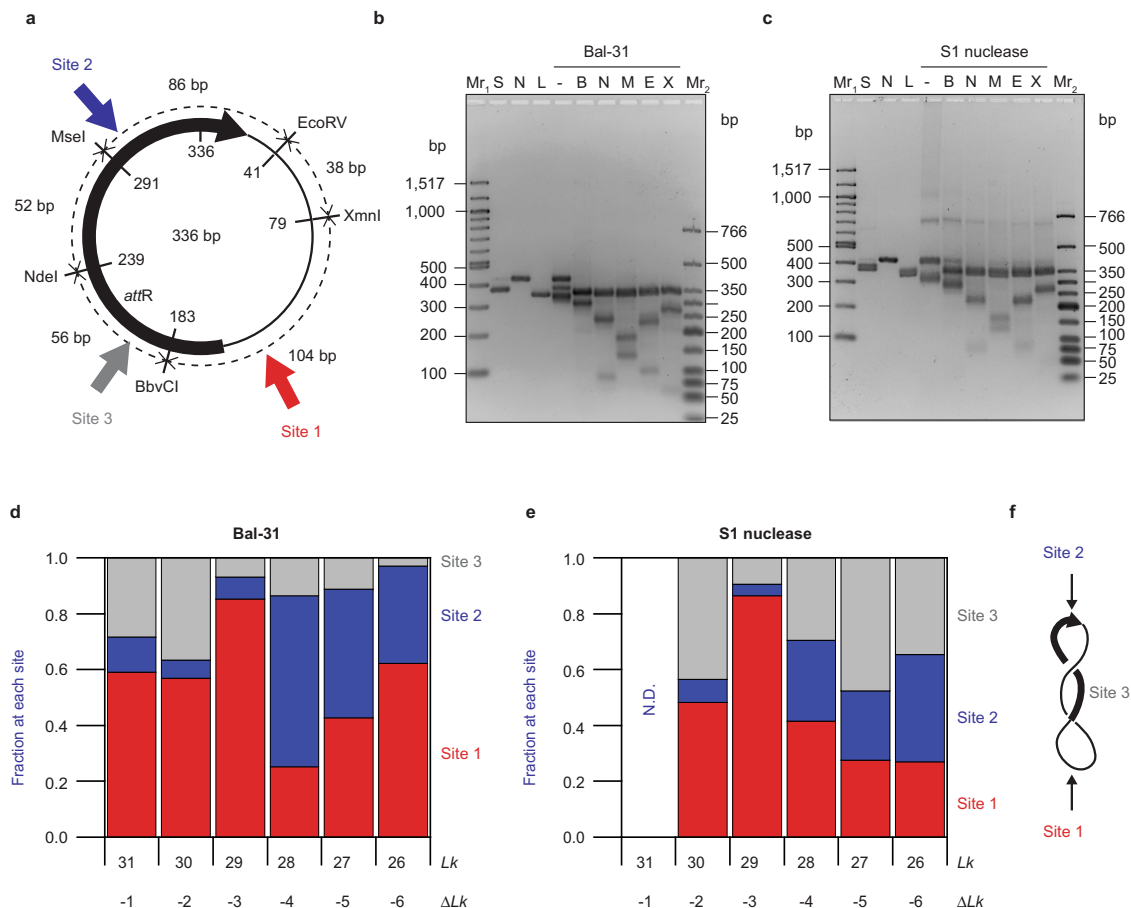 a
Site 2
86 bp
EcoRV
MseI
336
41
38 bp
291
52 bp
79
XmnI
336 bp
NdeI
239
attR
183
56 bp
104 bp
BbvCI
Site 3
Site 1
b
Bal-31
Mr1 S N L - B N M E X Mr2
bp
bp
1,517
1,000
766
500
500
400
350
300
300
250
200
200
150
100
100
75
50
25
c
S1 nuclease
Mr1 S N L - B N M E X Mr2
bp
bp
1,517
1,000
766
500
500
400
350
300
300
250
200
200
150
100
100
75
50
25
d
Bal-31
Fraction at each site
1.0
0.8
0.6
0.4
0.2
0.0
Site 3
Site 2
Site 1
31 30 29 28 27 26 Lk
-1 -2 -3 -4 -5 -6 ΔLk
e
S1 nuclease
Fraction at each site
1.0
0.8
0.6
0.4
0.2
0.0
N.D.
Site 3
Site 2
Site 1
31 30 29 28 27 26 Lk
-1 -2 -3 -4 -5 -6 ΔLk
f
Site 2
Site 3
Site 1